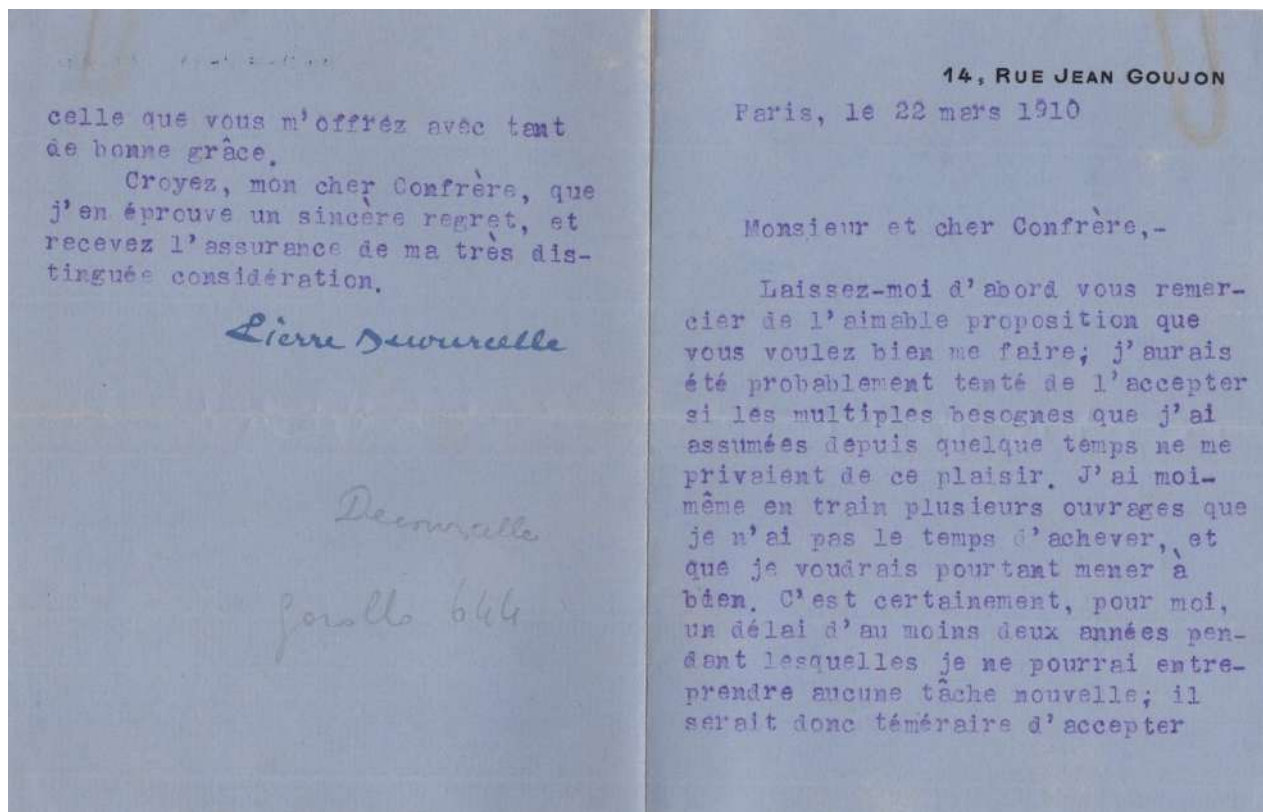 14, RUE JEAN GOUJON
Paris, le 22 mars 1910
Monsieur et cher Confrère,-
Laissez-moi d'abord vous remer-
cier de l'aimable proposition que
vous voulez bien me faire; j'aurais
été probablement tenté de l'accepter
si les multiples besognes que j'ai
assumées depuis quelque temps ne me
privaient de ce plaisir. J'ai moi-
même en train plusieurs ouvrages que
je n'ai pas le temps d'achever, et
que je voudrais pourtant mener à
bien. C'est certainement, pour moi,
un délai d'au moins deux années pen-
dant lesquelles je ne pourrai entre-
prendre aucune tâche nouvelle; il
serait donc téméraire d'accepter
celle que vous m'offrez avec tant
de bonne grâce.
Croyez, mon cher Confrère, que
j'en éprouve un sincère regret, et
recevez l'assurance de ma très dis-
tinguée considération.
Pierre Decourcelle
Decourcelle
644